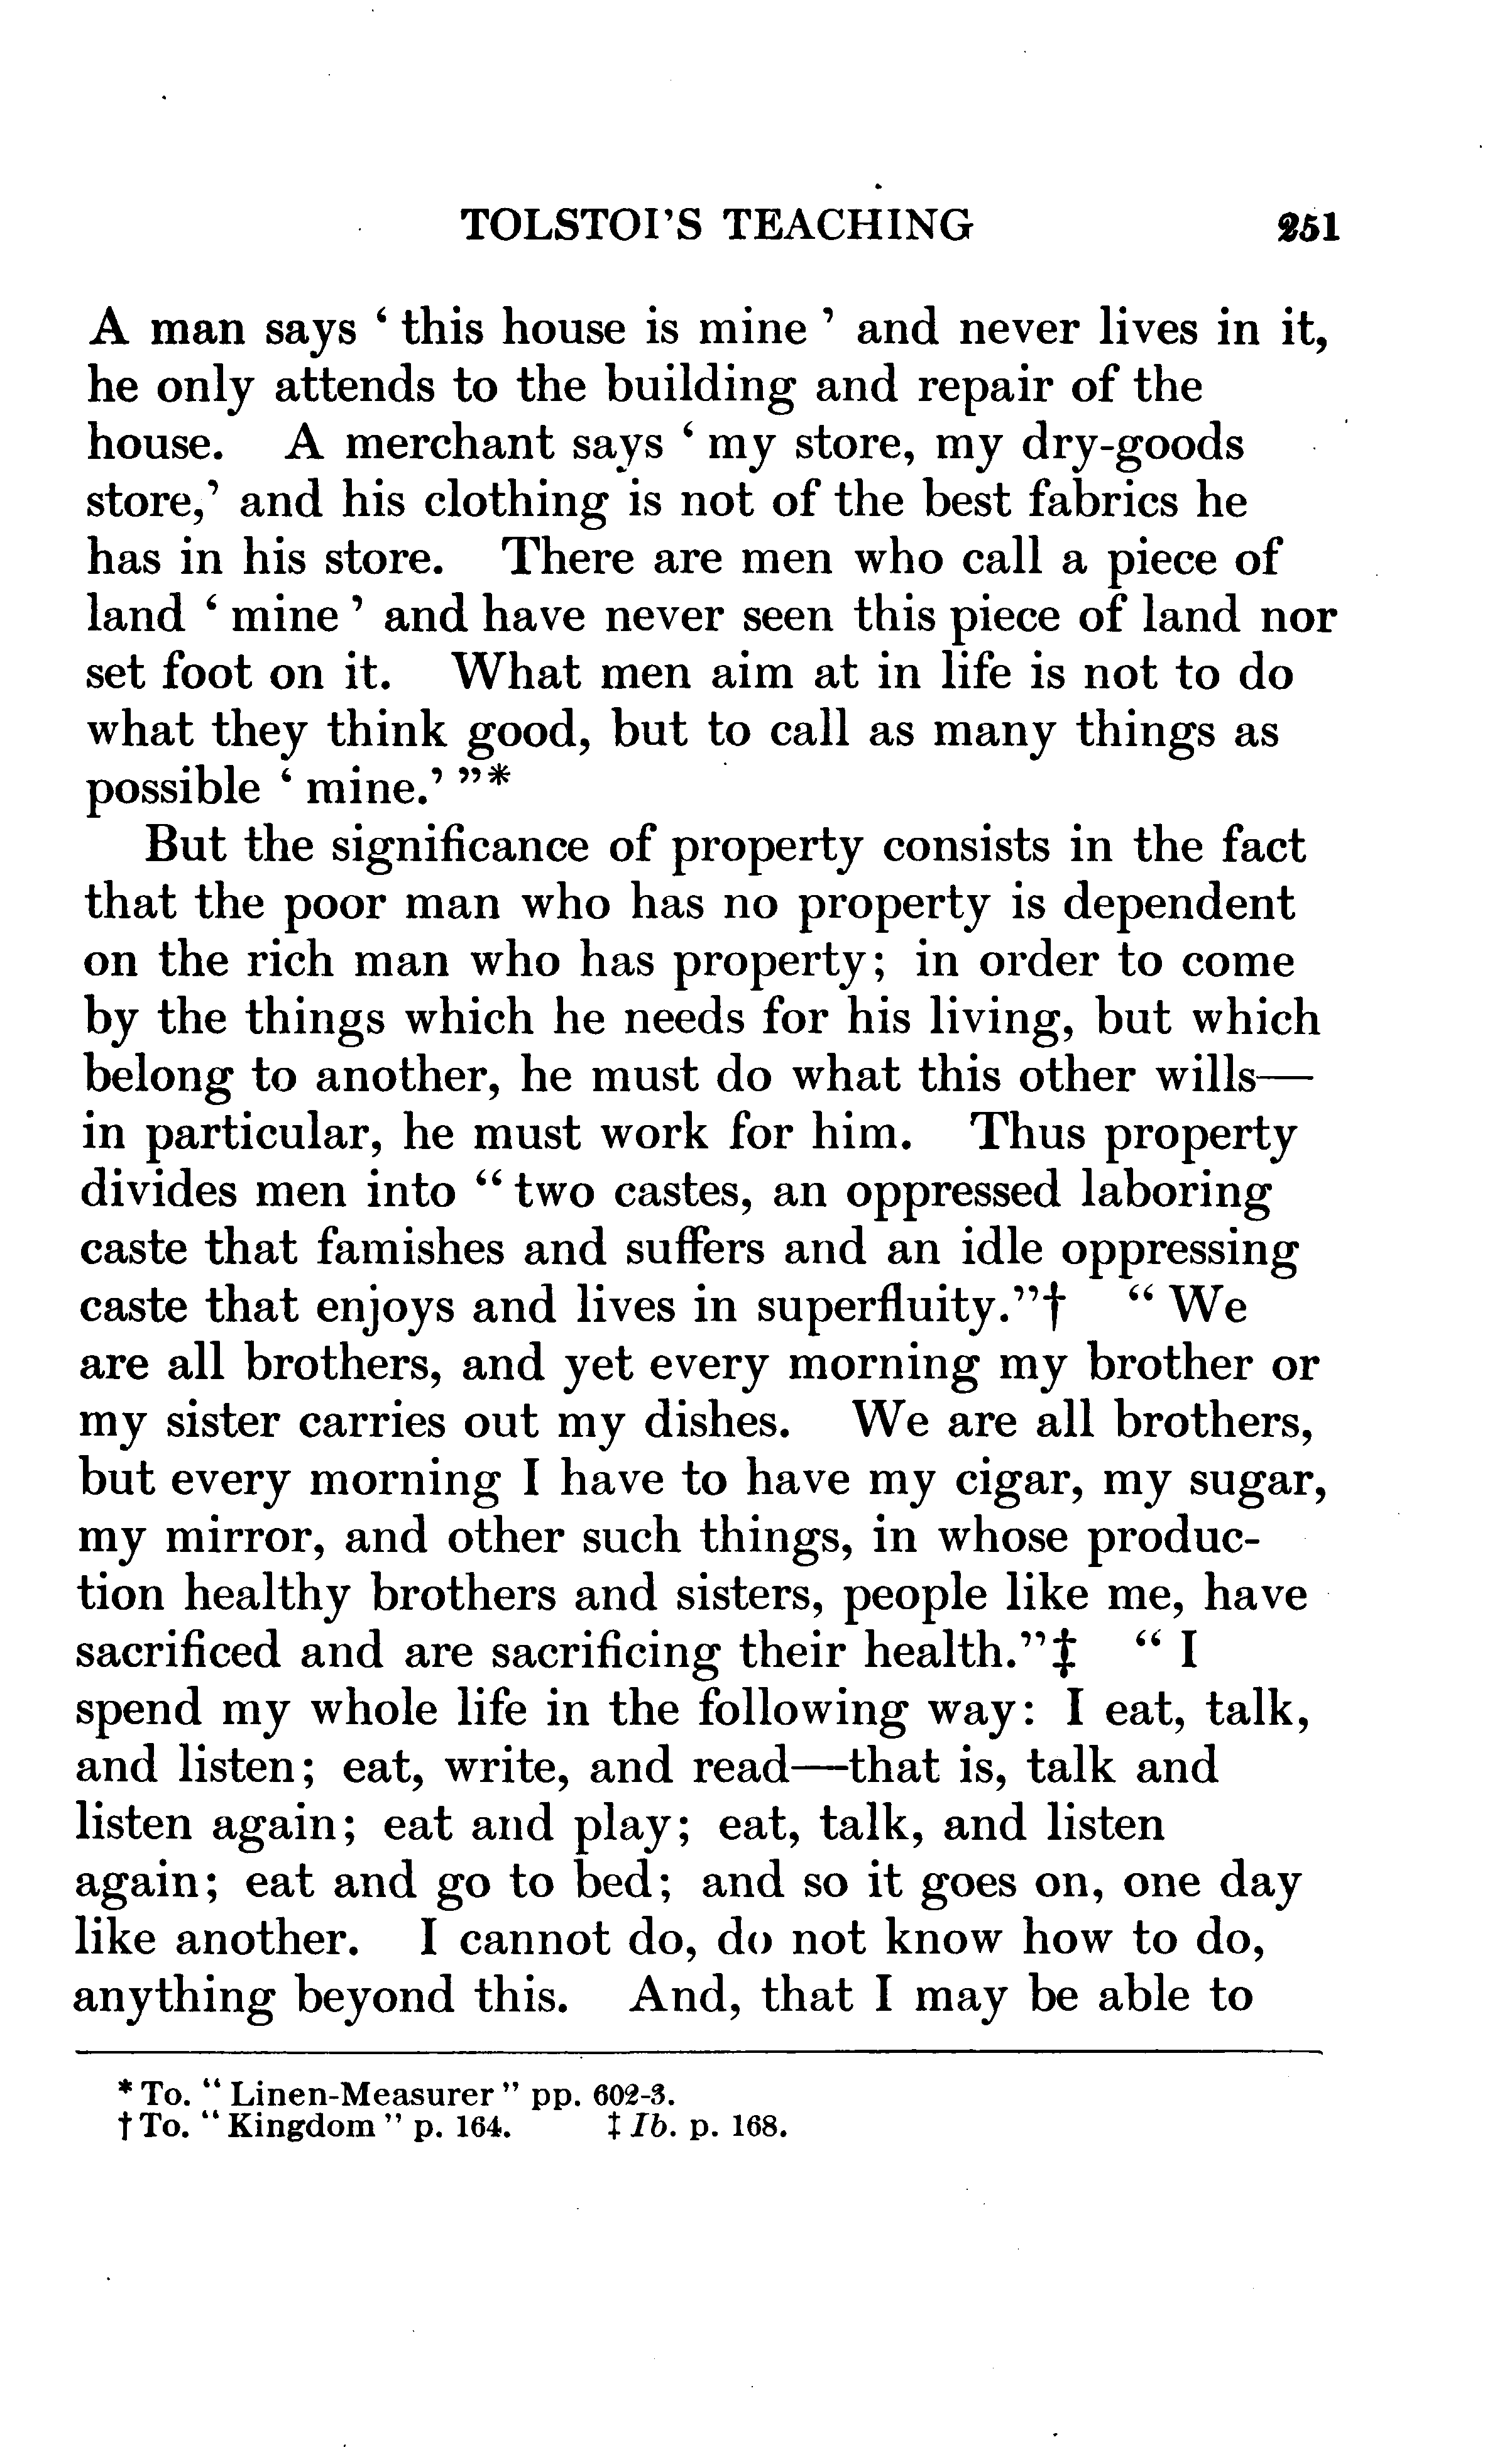 TOLSTOI'S TEACHING 251
A man says ‘ this house is mine ’ and never lives in it,
he only attends to the building and repair of the
house. A merchant says ‘ my store, my dry-goods
store,’ and his clothing is not of the best fabrics he
has in his store. There are men who call a piece of
land ‘ mine ’ and have never seen this piece of land nor
set foot on it. What men aim at in life is not to do
what they think good, but to call as many things as
possible ‘ mine.’ ”*
But the significance of property consists in the fact
that the poor man who has no property is dependent
on the rich man who has property; in order to come
by the things which he needs for his living, but which
belong to another, he must do what this other wills—
in particular, he must work for him. Thus property
divides men into “ two castes, an oppressed laboring
caste that famishes and suffers and an idle oppressing
caste that enjoys and lives in superfluity.”† “ We
are all brothers, and yet every morning my brother or
my sister carries out my dishes. We are all brothers,
but every morning I have to have my cigar, my sugar,
my mirror, and other such things, in whose produc-
tion healthy brothers and sisters, people like me, have
sacrificed and are sacrificing their health.”‡ “ I
spend my whole life in the following way: I eat, talk,
and listen; eat, write, and read—that is, talk and
listen again; eat and play; eat, talk, and listen
again; eat and go to bed; and so it goes on, one day
like another. I cannot do, do not know how to do,
anything beyond this. And, that I may be able to
* To. “ Linen-Measurer ” pp. 602-3.
† To. “ Kingdom ” p. 164. ‡ Ib. p. 168.